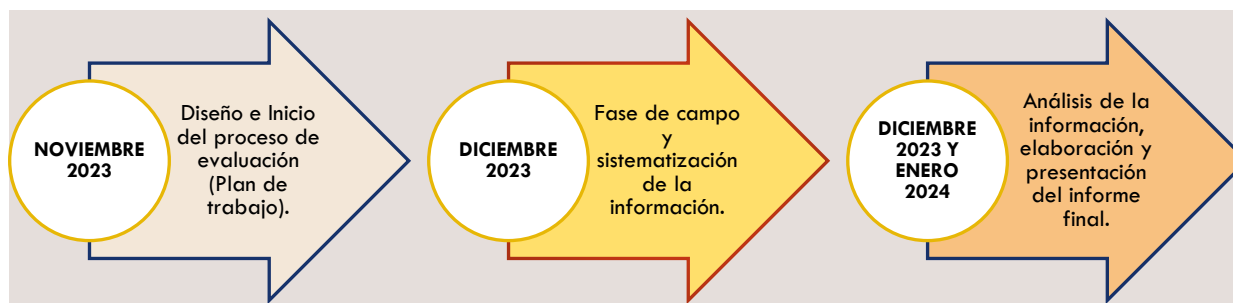 NOVIEMBRE
2023
Diseño e Inicio
del proceso de
evaluación
(Plan de
trabajo).
DICIEMBRE
2023
Fase de campo
y
sistematización
de la
información.
DICIEMBRE
2023 Y
ENERO
2024
Análisis de la
información,
elaboración y
presentación
del informe
final.